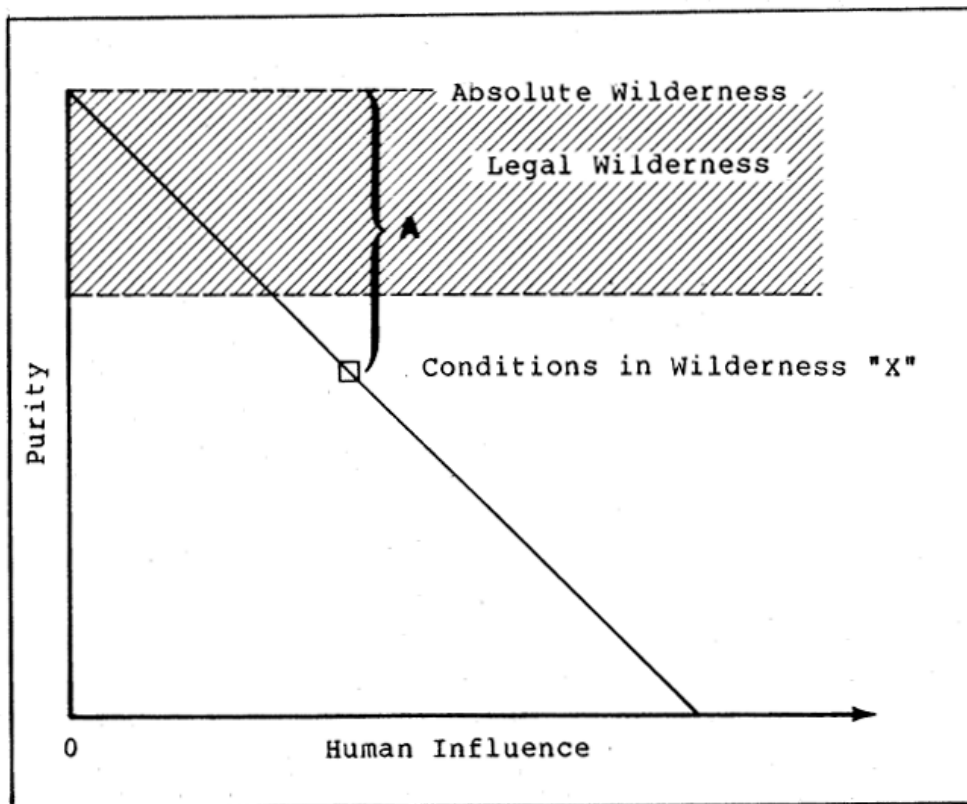 Absolute Wilderness
Legal Wilderness
A
Conditions in Wilderness "X"
Purity
0
Human Influence